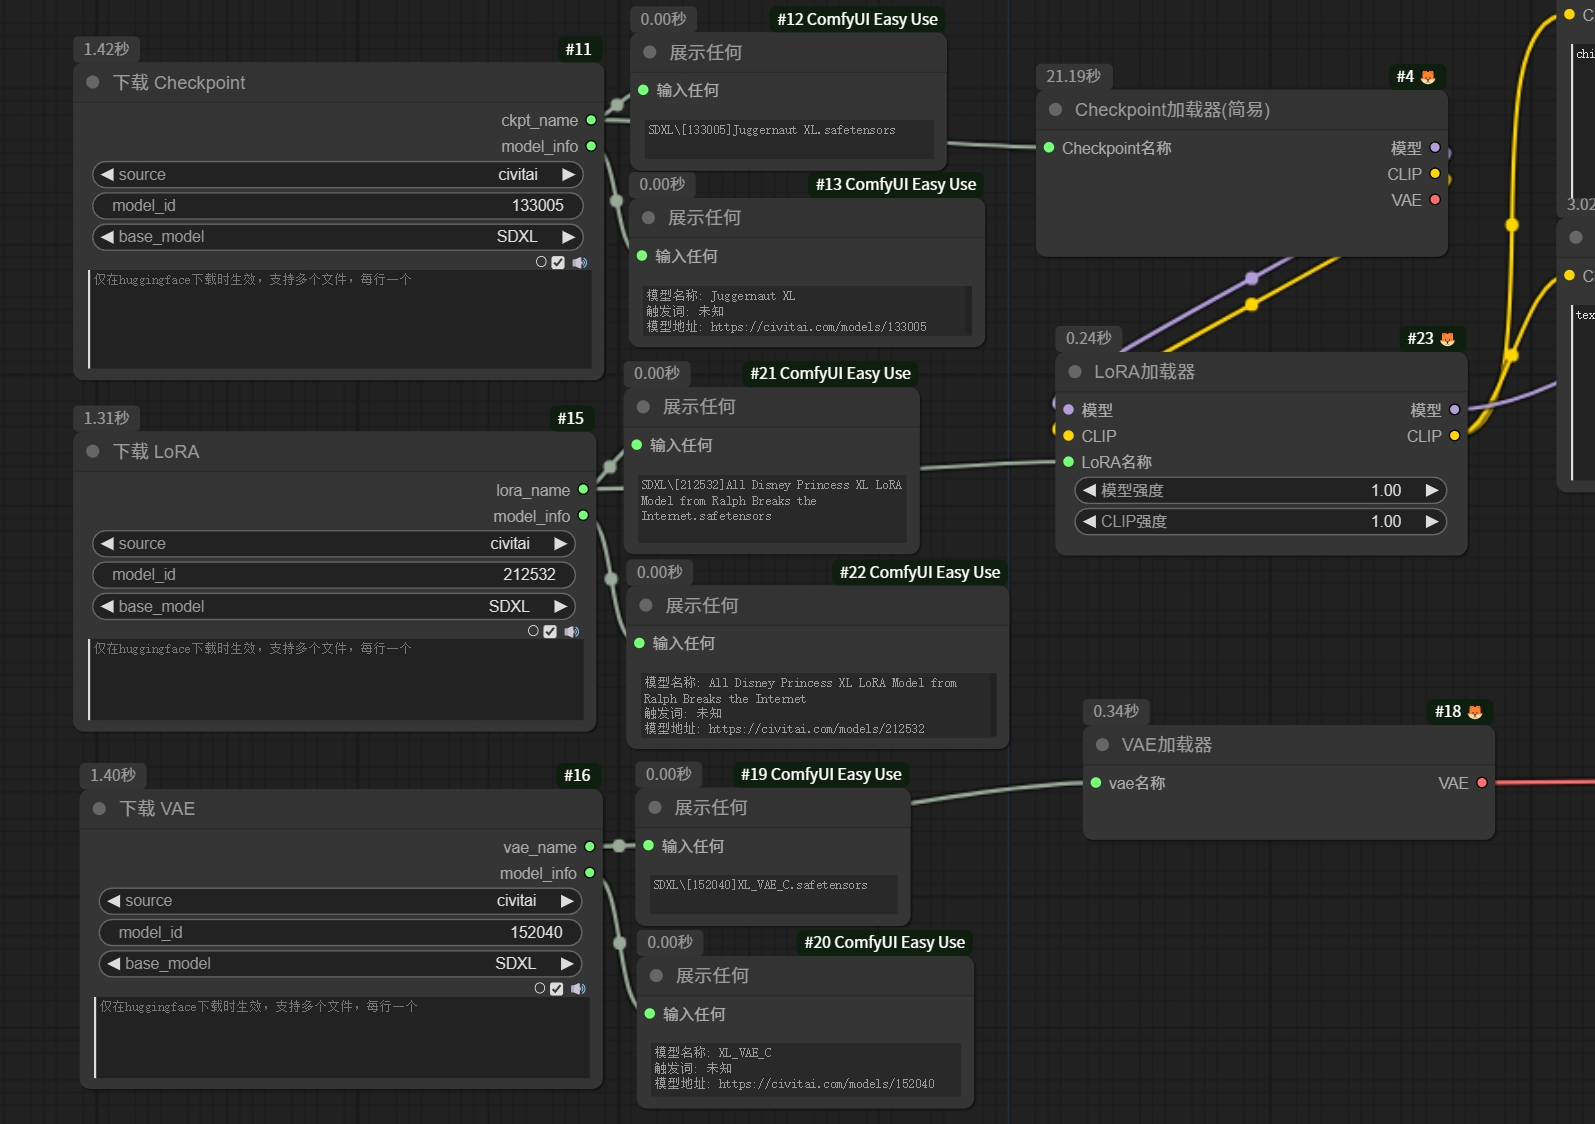 1.42秒
#11
下载 Checkpoint
ckpt_name
model_info
source
civitai
model_id
133005
base_model
SDXL
仅在huggingface下载时生效，支持多个文件，每行一个
0.00秒
#12 ComfyUI Easy Use
展示任何
输入任何
SDXL\[133005]Juggernaut XL.safetensors
0.00秒
#13 ComfyUI Easy Use
展示任何
输入任何
模型名称: Juggernaut XL
触发词: 未知
模型地址: https://civitai.com/models/133005
21.19秒
#4 🦊
Checkpoint加载器(简易)
Checkpoint名称
模型
CLIP
VAE
1.31秒
#15
下载 LoRA
lora_name
model_info
source
civitai
model_id
212532
base_model
SDXL
仅在huggingface下载时生效，支持多个文件，每行一个
0.00秒
#21 ComfyUI Easy Use
展示任何
输入任何
SDXL\[212532]All Disney Princess XL LoRA
Model from Ralph Breaks the
Internet.safetensors
0.00秒
#22 ComfyUI Easy Use
展示任何
输入任何
模型名称: All Disney Princess XL LoRA Model from
Ralph Breaks the Internet
触发词: 未知
模型地址: https://civitai.com/models/212532
0.24秒
#23 🦊
LoRA加载器
模型
模型
CLIP
CLIP
LoRA名称
模型强度
1.00
CLIP强度
1.00
1.40秒
#16
下载 VAE
vae_name
model_info
source
civitai
model_id
152040
base_model
SDXL
仅在huggingface下载时生效，支持多个文件，每行一个
0.00秒
#19 ComfyUI Easy Use
展示任何
输入任何
SDXL\[152040]XL_VAE_C.safetensors
0.00秒
#20 ComfyUI Easy Use
展示任何
输入任何
模型名称: XL_VAE_C
触发词: 未知
模型地址: https://civitai.com/models/152040
0.34秒
#18 🦊
VAE加载器
vae名称
VAE
C
chi
3.02
C
tex